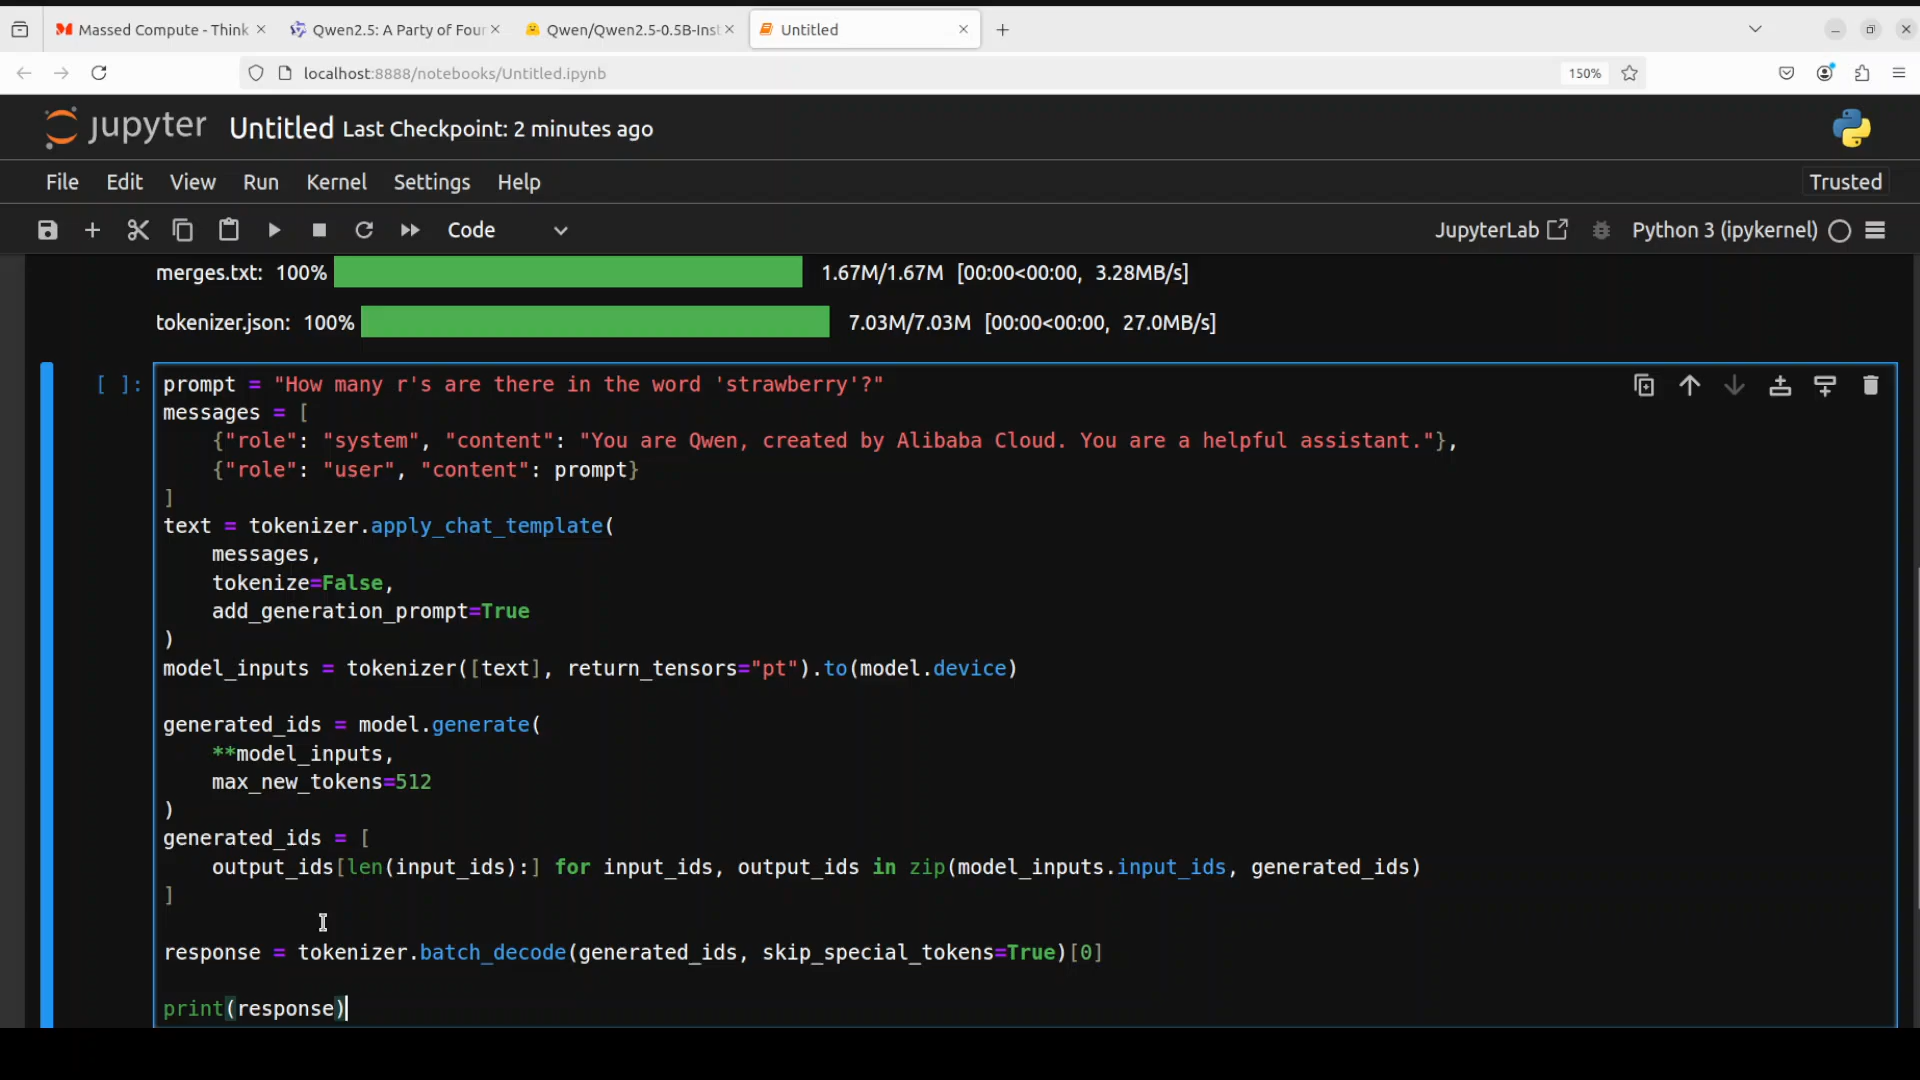 Massed Compute - Think
Qwen2.5: A Party of Four
Qwen/Qwen2.5-0.5B-Inst
Untitled
localhost:8888/notebooks/Untitled.ipynb
150%
jupyter Untitled Last Checkpoint: 2 minutes ago
File Edit View Run Kernel Settings Help Trusted
Code JupyterLab Python 3 (ipykernel)
merges.txt: 100% 1.67M/1.67M [00:00<00:00, 3.28MB/s]
tokenizer.json: 100% 7.03M/7.03M [00:00<00:00, 27.0MB/s]
[ ]: prompt = "How many r's are there in the word 'strawberry'?"
messages = [
    {"role": "system", "content": "You are Qwen, created by Alibaba Cloud. You are a helpful assistant."},
    {"role": "user", "content": prompt}
]
text = tokenizer.apply_chat_template(
    messages,
    tokenize=False,
    add_generation_prompt=True
)
model_inputs = tokenizer([text], return_tensors="pt").to(model.device)
generated_ids = model.generate(
    **model_inputs,
    max_new_tokens=512
)
generated_ids = [
    output_ids[len(input_ids):] for input_ids, output_ids in zip(model_inputs.input_ids, generated_ids)
]
response = tokenizer.batch_decode(generated_ids, skip_special_tokens=True)[0]
print(response)